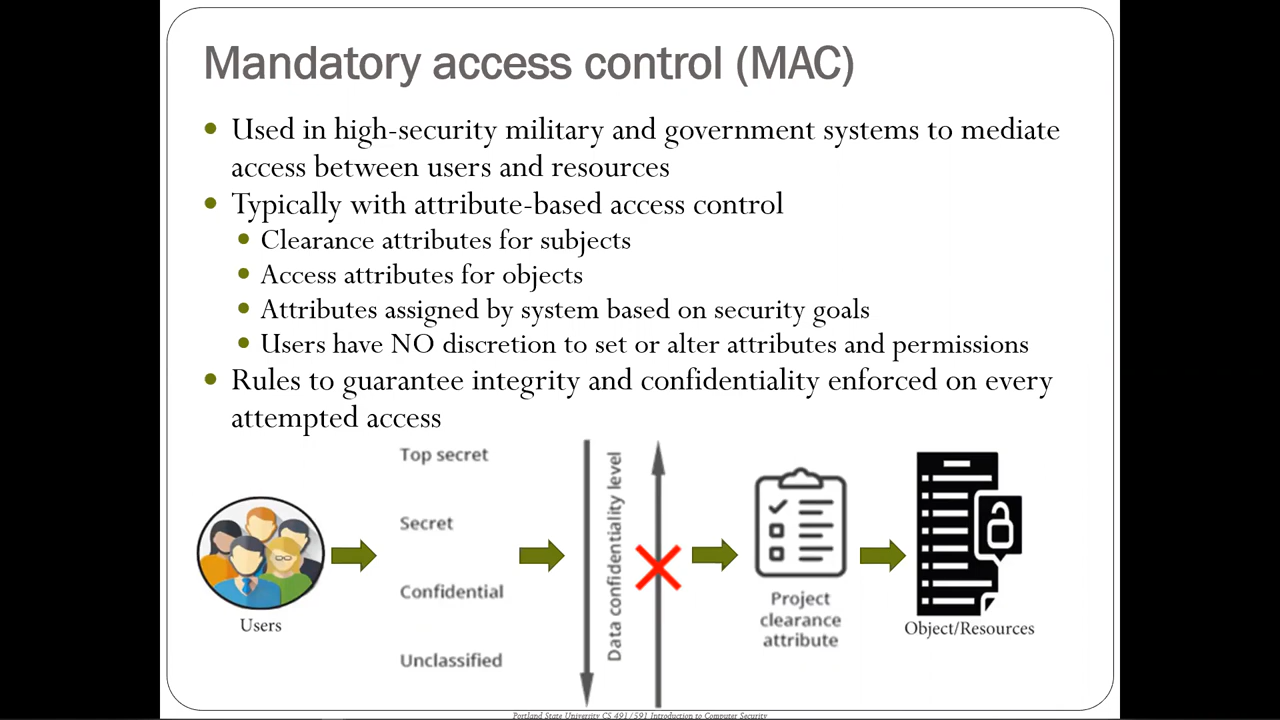 Mandatory access control (MAC)
• Used in high-security military and government systems to mediate
access between users and resources
• Typically with attribute-based access control
• Clearance attributes for subjects
• Access attributes for objects
• Attributes assigned by system based on security goals
• Users have NO discretion to set or alter attributes and permissions
• Rules to guarantee integrity and confidentiality enforced on every
attempted access
Top secret
Secret
Confidential
Unclassified
Users
Data confidentiality level
Project
clearance
attribute
Object/Resources
Portland State University CS 491/591 Introduction to Computer Security